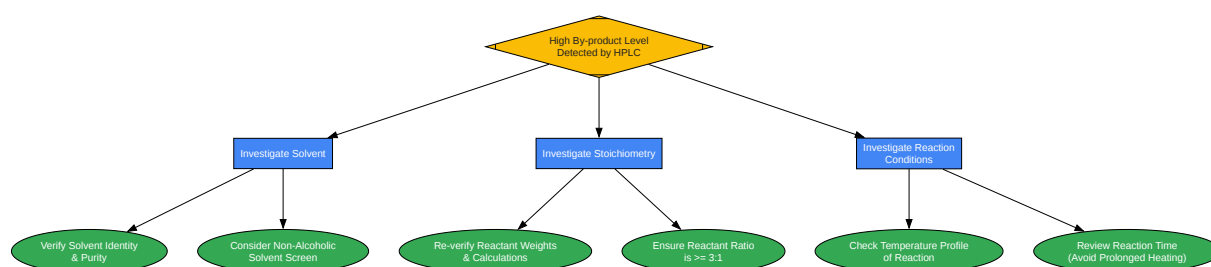 High By-product Level
Detected by HPLC
Investigate Solvent
Investigate Stoichiometry
Investigate Reaction
Conditions
Verify Solvent Identity
& Purity
Consider Non-Alcoholic
Solvent Screen
Re-verify Reactant Weights
& Calculations
Ensure Reactant Ratio
is >= 3:1
Check Temperature Profile
of Reaction
Review Reaction Time
(Avoid Prolonged Heating)